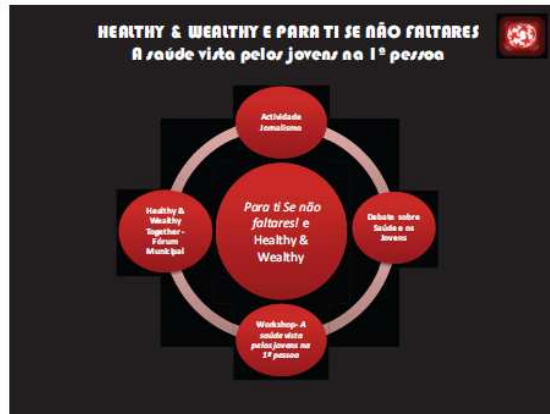 HEALTHY & WEALTHY E PARA TI SE NÃO FALTARES
A saúde vista pelos jovens na 1ª pessoa
Actividade
Jornalismo
Healthy &
Wealthy
Together -
Fórum
Municipal
Para ti Se não
faltares! e
Healthy &
Wealthy
Debate sobre
Saúde e os
Jovens
Workshop- A
saúde vista
pelos jovens na
1ª pessoa